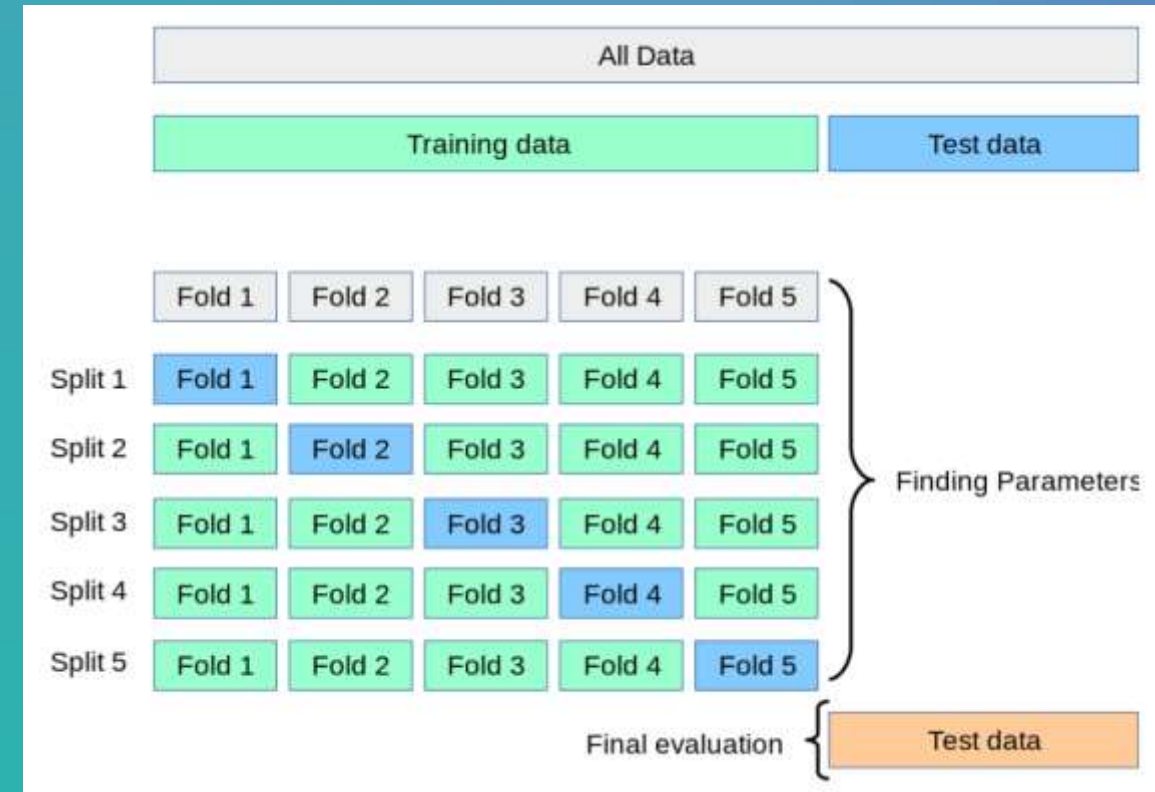 All Data
Training data Test data
Fold 1 Fold 2 Fold 3 Fold 4 Fold 5
Split 1 Fold 1 Fold 2 Fold 3 Fold 4 Fold 5
Split 2 Fold 1 Fold 2 Fold 3 Fold 4 Fold 5
Finding Parameters
Split 3 Fold 1 Fold 2 Fold 3 Fold 4 Fold 5
Split 4 Fold 1 Fold 2 Fold 3 Fold 4 Fold 5
Split 5 Fold 1 Fold 2 Fold 3 Fold 4 Fold 5
Final evaluation Test data